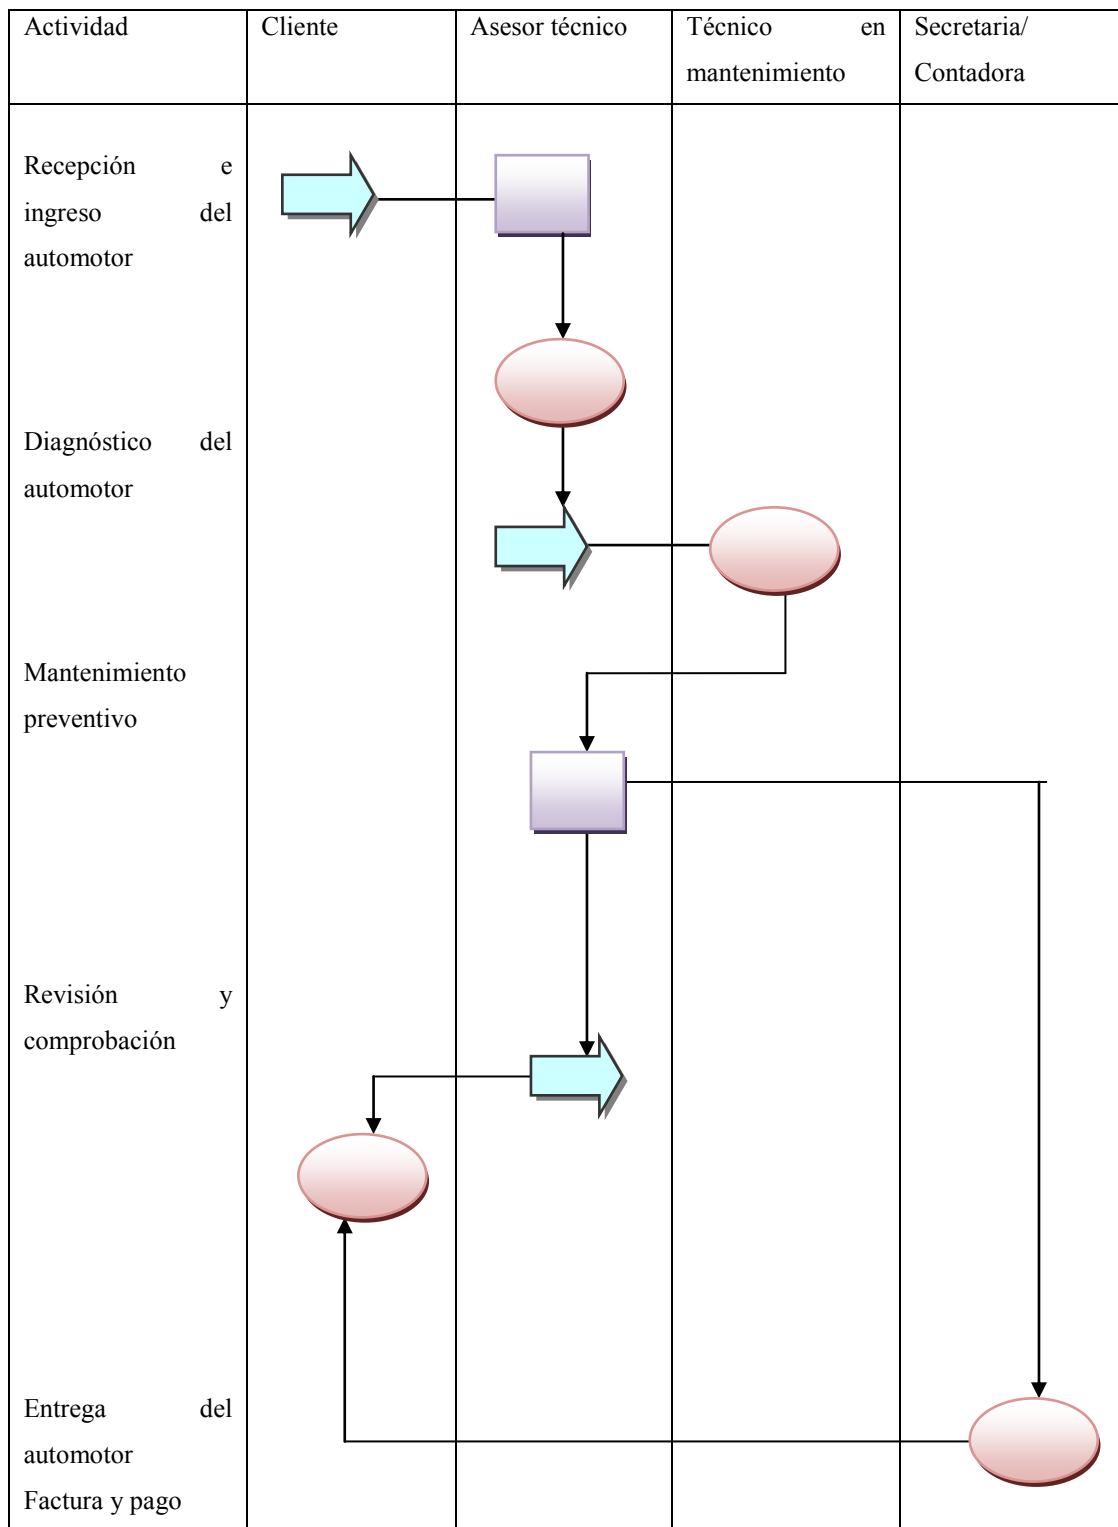 Actividad
Cliente
Asesor técnico
Técnico en
mantenimiento
Secretaria/
Contadora
Recepción e
ingreso del
automotor
Diagnóstico del
automotor
Mantenimiento
preventivo
Revisión y
comprobación
Entrega del
automotor
Factura y pago